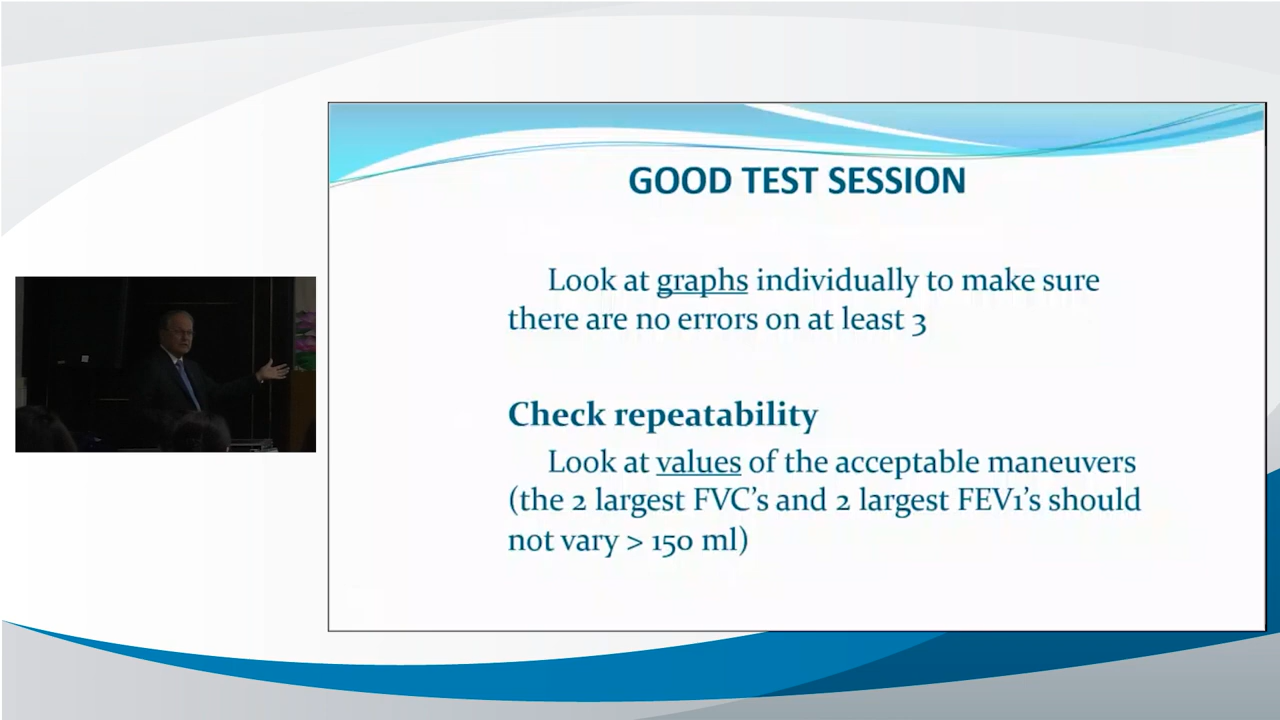 GOOD TEST SESSION
Look at graphs individually to make sure
there are no errors on at least 3
Check repeatability
Look at values of the acceptable maneuvers
(the 2 largest FVC’s and 2 largest FEV1’s should
not vary > 150 ml)